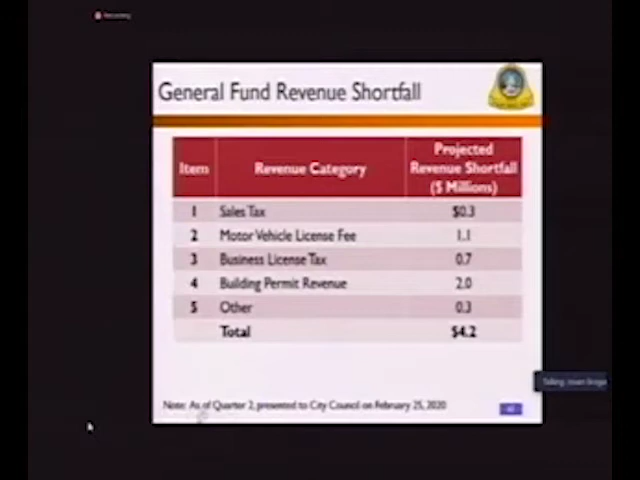 Recording
General Fund Revenue Shortfall
Item Revenue Category Projected Revenue Shortfall ($ Millions)
1 Sales Tax $0.3
2 Motor Vehicle License Fee 1.1
3 Business License Tax 0.7
4 Building Permit Revenue 2.0
5 Other 0.3
Total $4.2
Note: As of Quarter 2, presented to City Council on February 25, 2020
Talking: